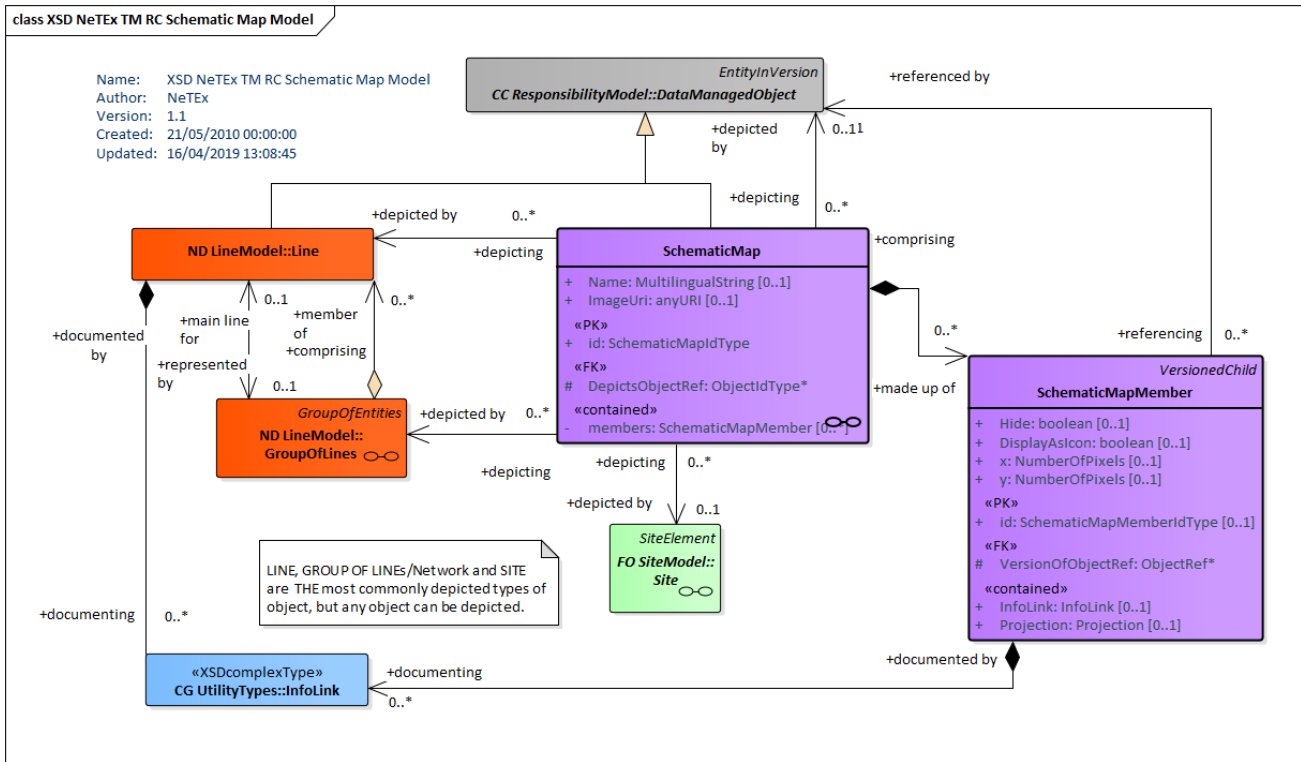 class XSD NeTEx TM RC Schematic Map Model
Name: XSD NeTEx TM RC Schematic Map Model
Author: NeTEx
Version: 1.1
Created: 21/05/2010 00:00:00
Updated: 16/04/2019 13:08:45
EntityInVersion
CC ResponsibilityModel::DataManagedObject
+referenced by
+depicted
by
0..1
1
+depicting
0..*
+depicted by
0..*
+depicting
ND LineModel::Line
SchematicMap
+ Name: MultilingualString [0..1]
+ ImageUri: anyURI [0..1]
«PK»
+ id: SchematicMapIdType
«FK»
# DepictsObjectRef: ObjectIdType*
«contained»
- members: SchematicMapMember [0..*]
+comprising
0..*
+made up of
+referencing
0..*
+documented
by
0..1
+main line
for
+represented
by
0..1
0..*
+member
of
+comprising
GroupOfEntities
ND LineModel::
GroupOfLines
+depicted by
0..*
+depicting
+depicting
0..*
+depicted by
0..1
SiteElement
FO SiteModel::
Site
VersionedChild
SchematicMapMember
+ Hide: boolean [0..1]
+ DisplayAsIcon: boolean [0..1]
+ x: NumberOfPixels [0..1]
+ y: NumberOfPixels [0..1]
«PK»
+ id: SchematicMapMemberIdType [0..1]
«FK»
# VersionOfObjectRef: ObjectRef*
«contained»
+ InfoLink: InfoLink [0..1]
+ Projection: Projection [0..1]
LINE, GROUP OF LINEs/Network and SITE
are THE most commonly depicted types of
object, but any object can be depicted.
+documenting
0..*
«XSDcomplexType»
CG UtilityTypes::InfoLink
+documenting
0..*
+documented by